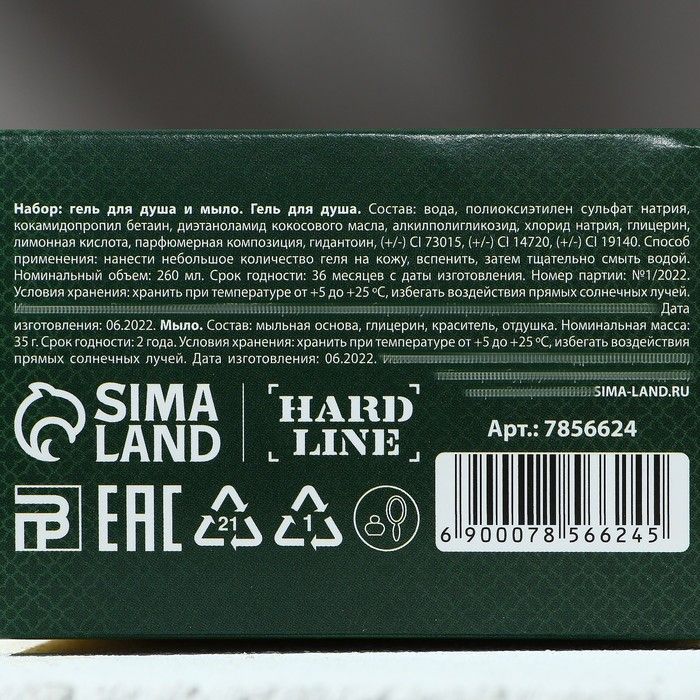 Набор: гель для душа и мыло. Гель для душа. Состав: вода, полиоксиэтилен сульфат натрия,
кокамидопропил бетаин, диэтаноламид кокосового масла, алкилполигликозид, хлорид натрия, глицерин,
лимонная кислота, парфюмерная композиция, гидантоин, (+/-) CI 73015, (+/-) CI 14720, (+/-) CI 19140. Способ
применения: нанести небольшое количество геля на кожу, вспенить, затем тщательно смыть водой.
Номинальный объем: 260 мл. Срок годности: 36 месяцев с даты изготовления. Номер партии: №1/2022.
Условия хранения: хранить при температуре от +5 до +25 ºС, избегать воздействия прямых солнечных лучей.
Дата
изготовления: 06.2022. Мыло. Состав: мыльная основа, глицерин, краситель, отдушка. Номинальная масса:
35 г. Срок годности: 2 года. Условия хранения: хранить при температуре от +5 до +25 ºС, избегать воздействия
прямых солнечных лучей. Дата изготовления: 06.2022.
SIMA-LAND.RU
SIMA
LAND
HARD
LINE
Арт.: 7856624
РБ
EAC
21
1
6 900078 566245